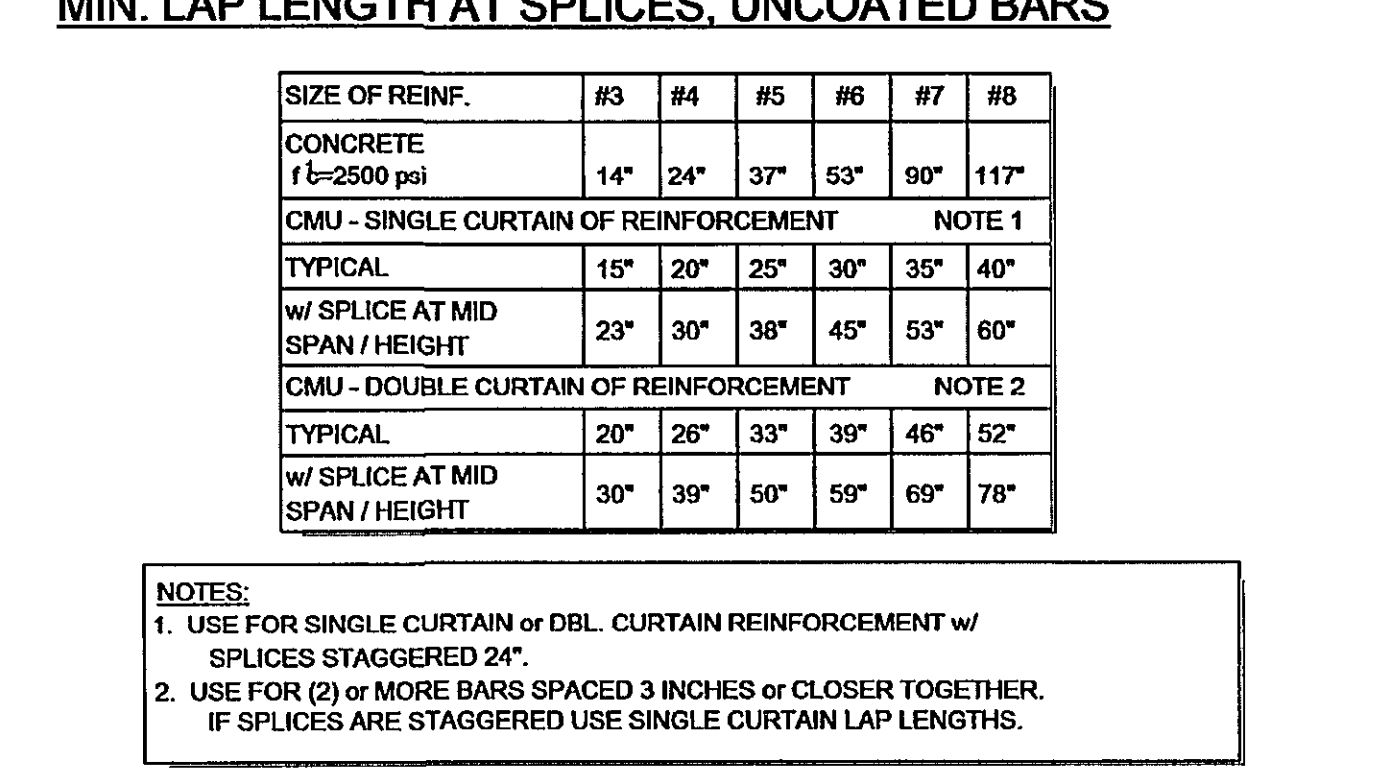 MIN. LAP LENGTH AT SPLICES, UNCOATED BARS
SIZE OF REINF. #3 #4 #5 #6 #7 #8
CONCRETE
f'c=2500 psi 14" 24" 37" 53" 90" 117"
CMU - SINGLE CURTAIN OF REINFORCEMENT NOTE 1
TYPICAL 15" 20" 25" 30" 35" 40"
w/ SPLICE AT MID
SPAN / HEIGHT 23" 30" 38" 45" 53" 60"
CMU - DOUBLE CURTAIN OF REINFORCEMENT NOTE 2
TYPICAL 20" 26" 33" 39" 46" 52"
w/ SPLICE AT MID
SPAN / HEIGHT 30" 39" 50" 59" 69" 78"
NOTES:
1. USE FOR SINGLE CURTAIN or DBL. CURTAIN REINFORCEMENT w/
SPLICES STAGGERED 24".
2. USE FOR (2) or MORE BARS SPACED 3 INCHES or CLOSER TOGETHER.
IF SPLICES ARE STAGGERED USE SINGLE CURTAIN LAP LENGTHS.